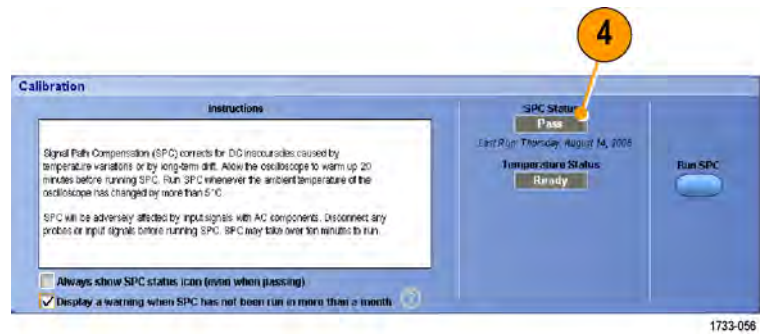 4
Calibration
Instructions
Signal Path Compensation (SPC) corrects for DC inaccuracies caused by
temperature variations or by long-term drift. Allow the oscilloscope to warm up 20
minutes before running SPC. Run SPC whenever the ambient temperature of the
oscilloscope has changed by more than 5°C.
SPC will be adversely affected by input signals with AC components. Disconnect any
probes or input signals before running SPC. SPC may take over ten minutes to run.
Always show SPC status icon (even when passing)
Display a warning when SPC has not been run in more than a month
?
SPC Status
Pass
Last Run: Thursday, August 14, 2006
Temperature Status
Ready
Run SPC
1733-056